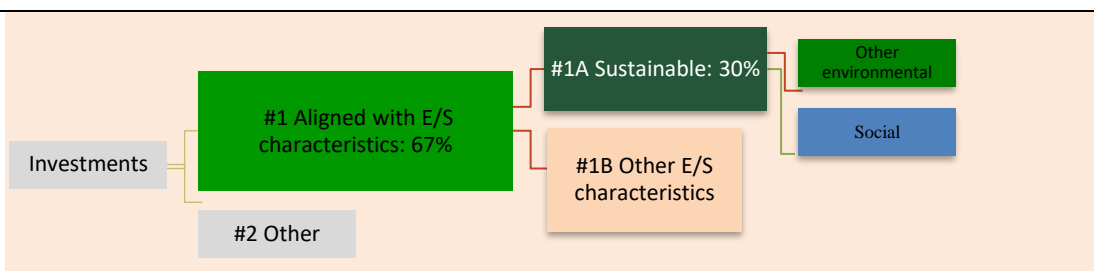 Investments
#1 Aligned with E/S
characteristics: 67%
#2 Other
#1A Sustainable: 30%
#1B Other E/S
characteristics
Other
environmental
Social